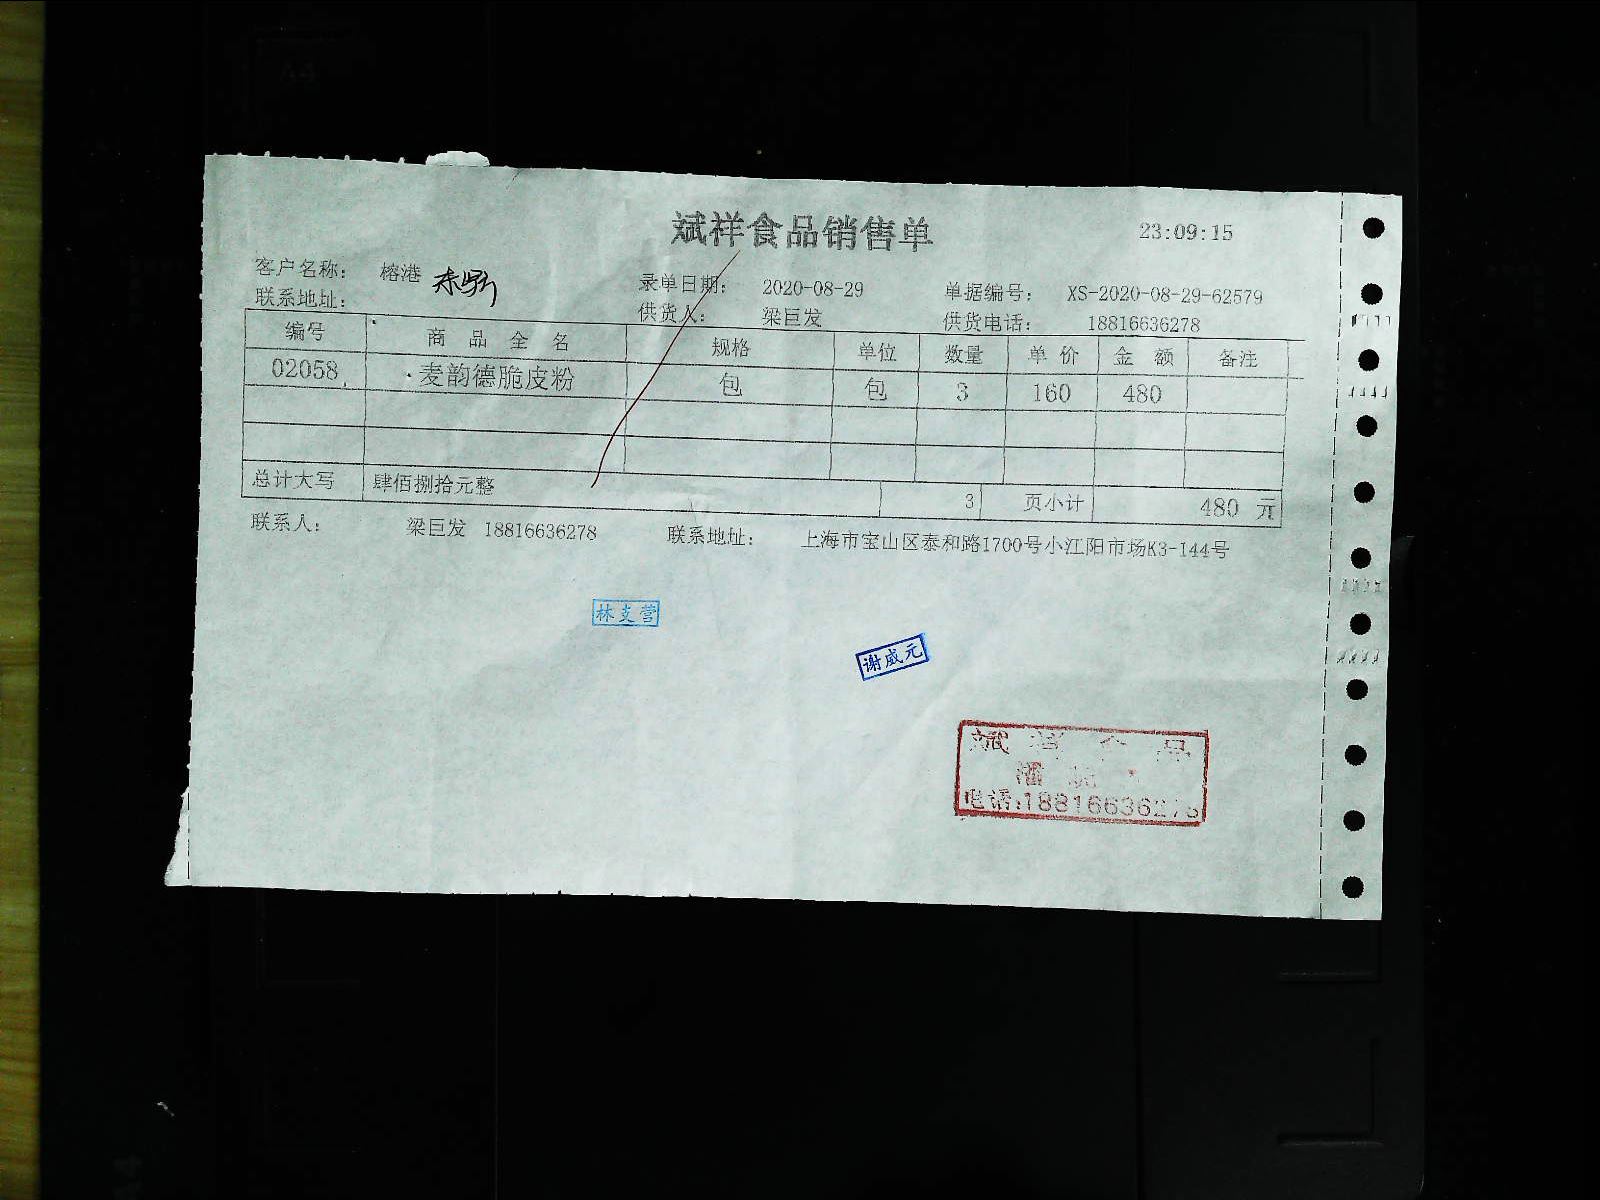 斌祥食品销售单 23:09:15
客户名称： 榕港 录单日期： 2020-08-29 单据编号： XS-2020-08-29-62579
联系地址： 供货人： 梁巨发 供货电话： 18816636278
编号 商品全名 规格 单位 数量 单价 金额 备注
02058 麦韵德脆皮粉 包 包 3 160 480
总计大写 肆佰捌拾元整 3 页小计 480 元
联系人： 梁巨发 18816636278 联系地址： 上海市宝山区泰和路1700号小江阳市场K3-144号
林支营
谢威元
斌祥食品
电话:18816636278